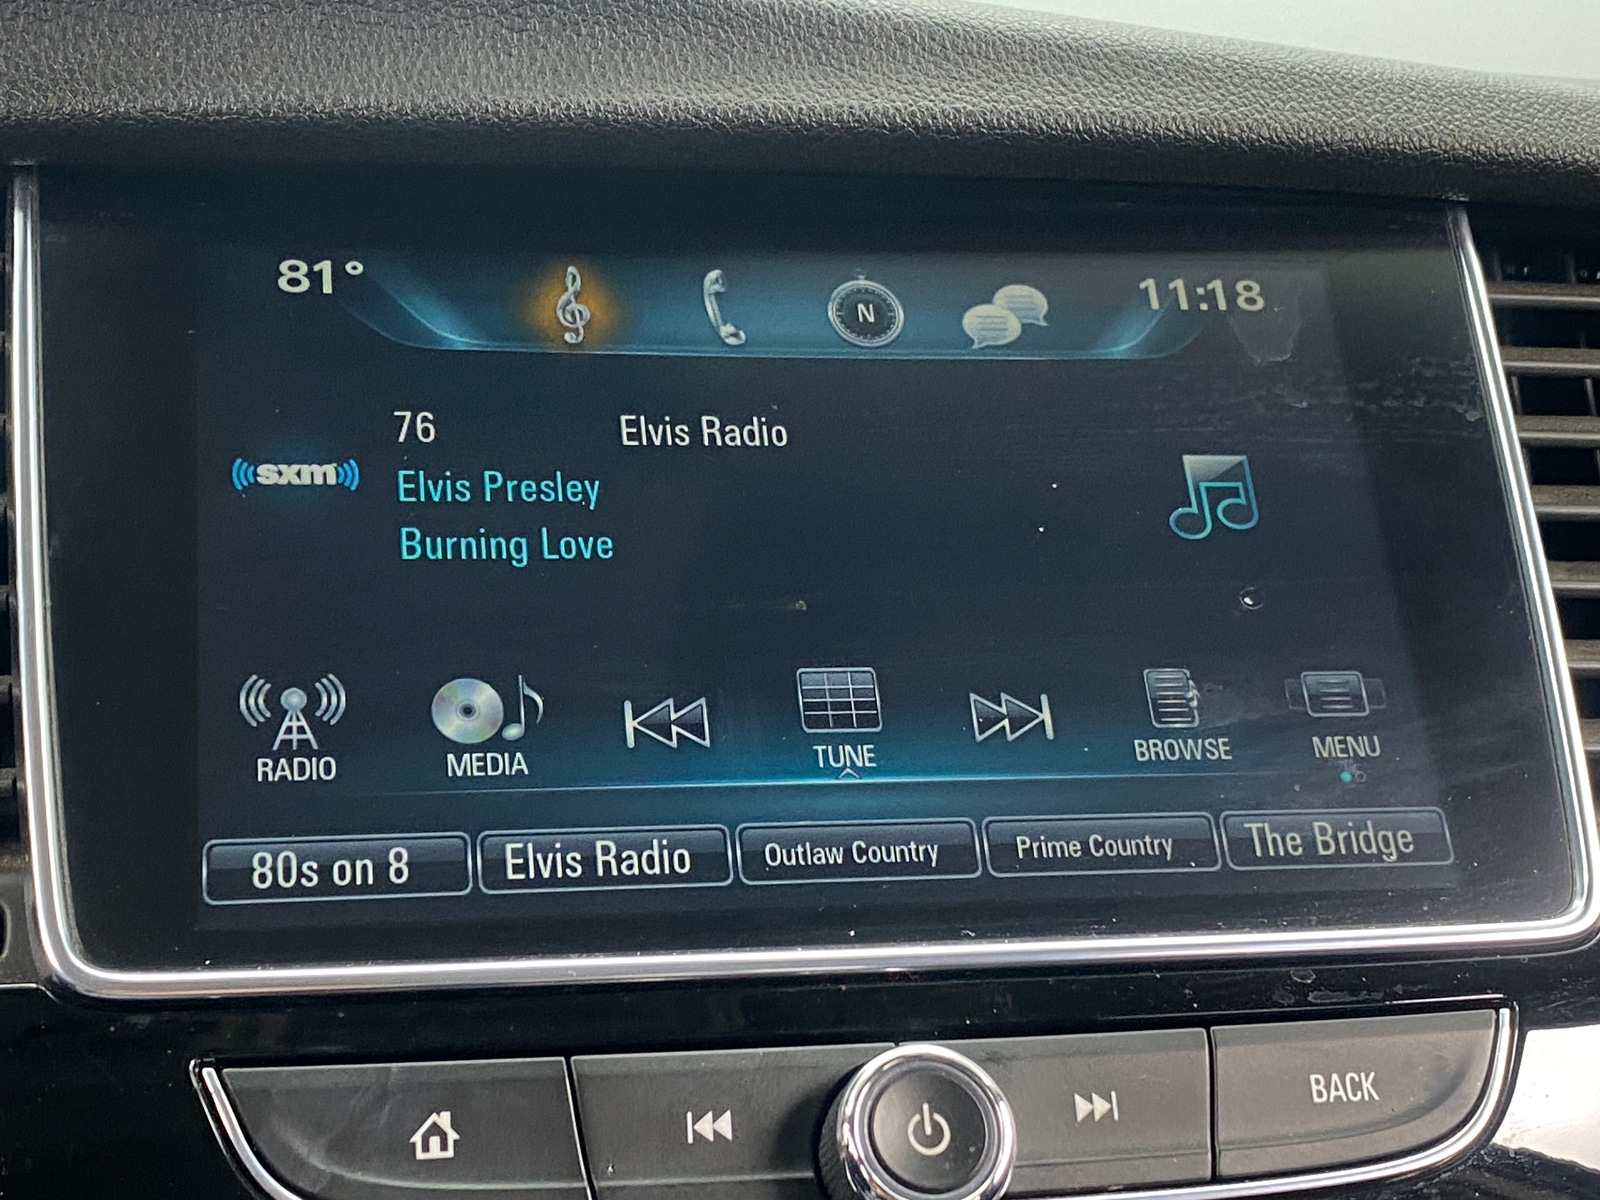 81°
N
11:18
76 Elvis Radio
sxm
Elvis Presley
Burning Love
RADIO
MEDIA
TUNE
BROWSE
MENU
80s on 8
Elvis Radio
Outlaw Country
Prime Country
The Bridge
BACK